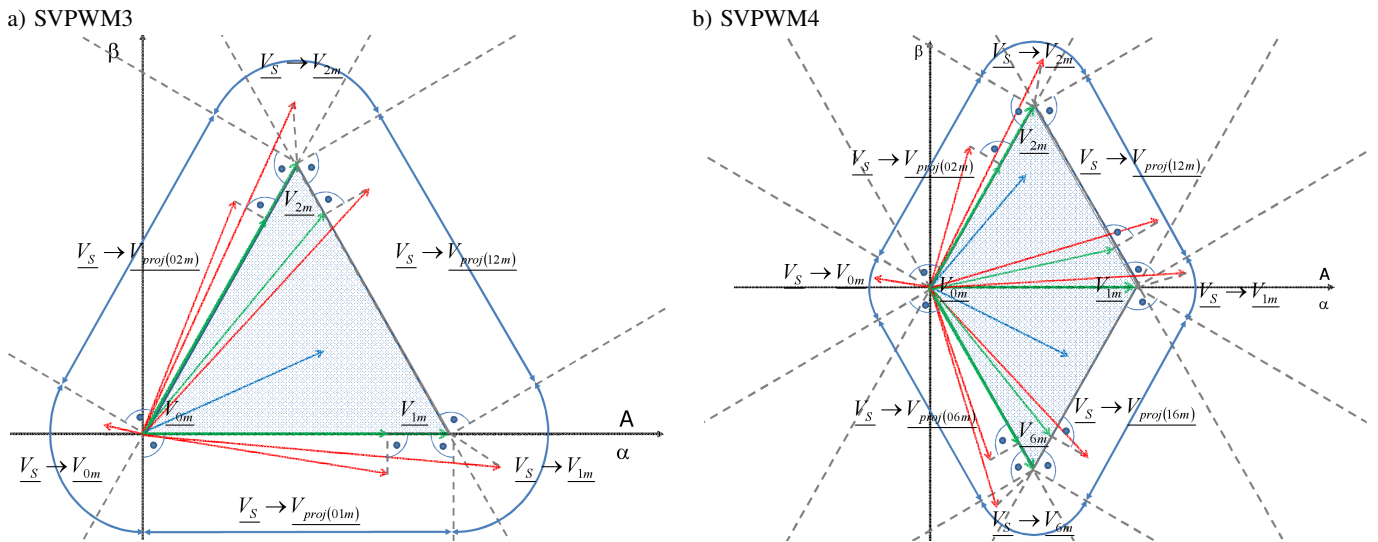 a) SVPWM3
β
V_S → V_2m
V_2m
V_S → V_proj(02m)
V_S → V_proj(12m)
V_0m
V_1m
A
α
V_S → V_0m
V_S → V_1m
V_S → V_proj(01m)
b) SVPWM4
β
V_S → V_2m
V_2m
V_S → V_proj(02m)
V_S → V_proj(12m)
V_S → V_0m
V_0m
V_1m
A
α
V_S → V_1m
V_S → V_proj(06m)
V_S → V_proj(16m)
V_6m
V_S → V_6m